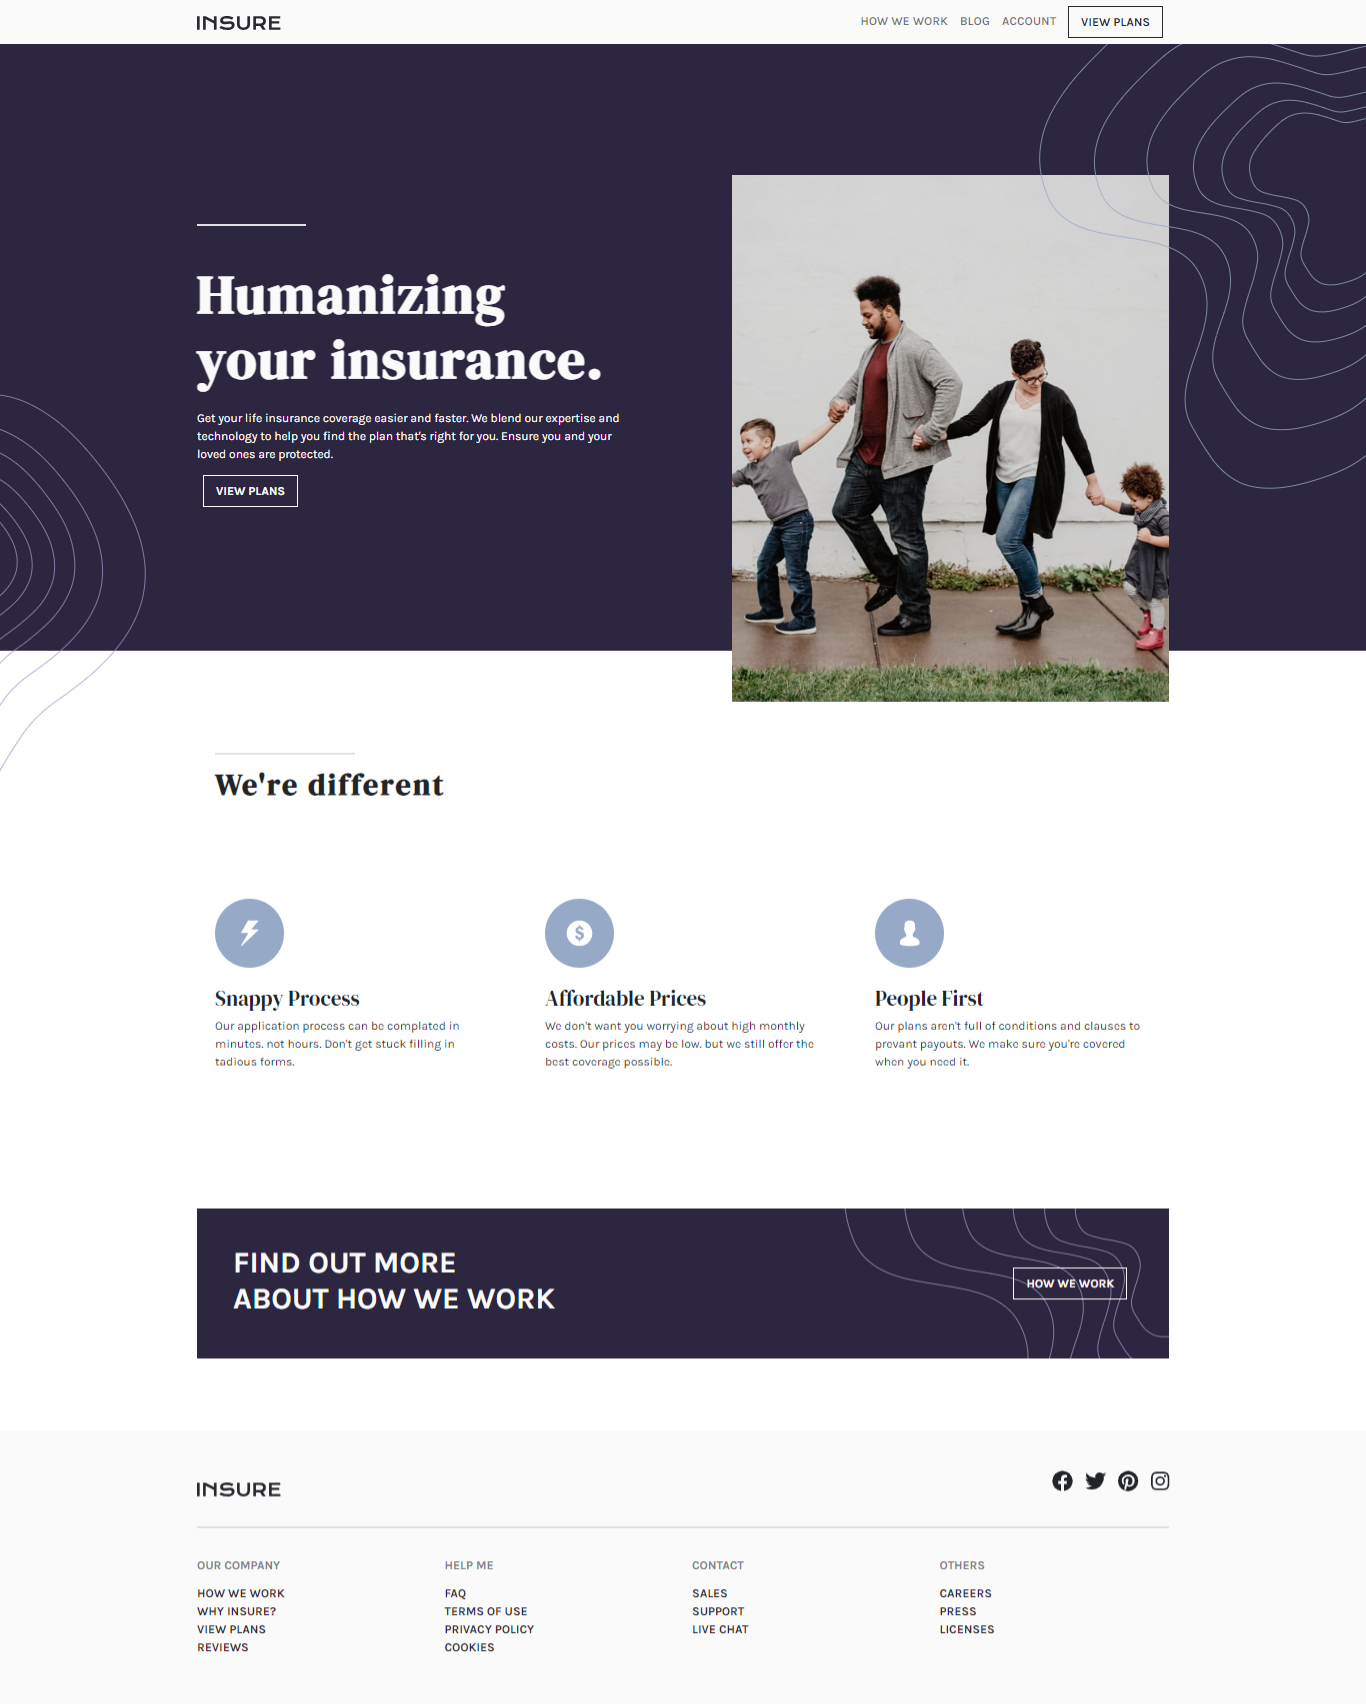 INSURE
HOW WE WORK BLOG ACCOUNT VIEW PLANS
Humanizing
your insurance.
Get your life insurance coverage easier and faster. We blend our expertise and
technology to help you find the plan that's right for you. Ensure you and your
loved ones are protected.
VIEW PLANS
We're different
Snappy Process
Our application process can be complated in
minutes. not hours. Don't get stuck filling in
tadious forms.
Affordable Prices
We don't want you worrying about high monthly
costs. Our prices may be low. but we still offer the
best coverage possible.
People First
Our plans aren't full of conditions and clauses to
prevant payouts. We make sure you're covered
when you need it.
FIND OUT MORE
ABOUT HOW WE WORK
HOW WE WORK
INSURE
OUR COMPANY
HOW WE WORK
WHY INSURE?
VIEW PLANS
REVIEWS
HELP ME
FAQ
TERMS OF USE
PRIVACY POLICY
COOKIES
CONTACT
SALES
SUPPORT
LIVE CHAT
OTHERS
CAREERS
PRESS
LICENSES